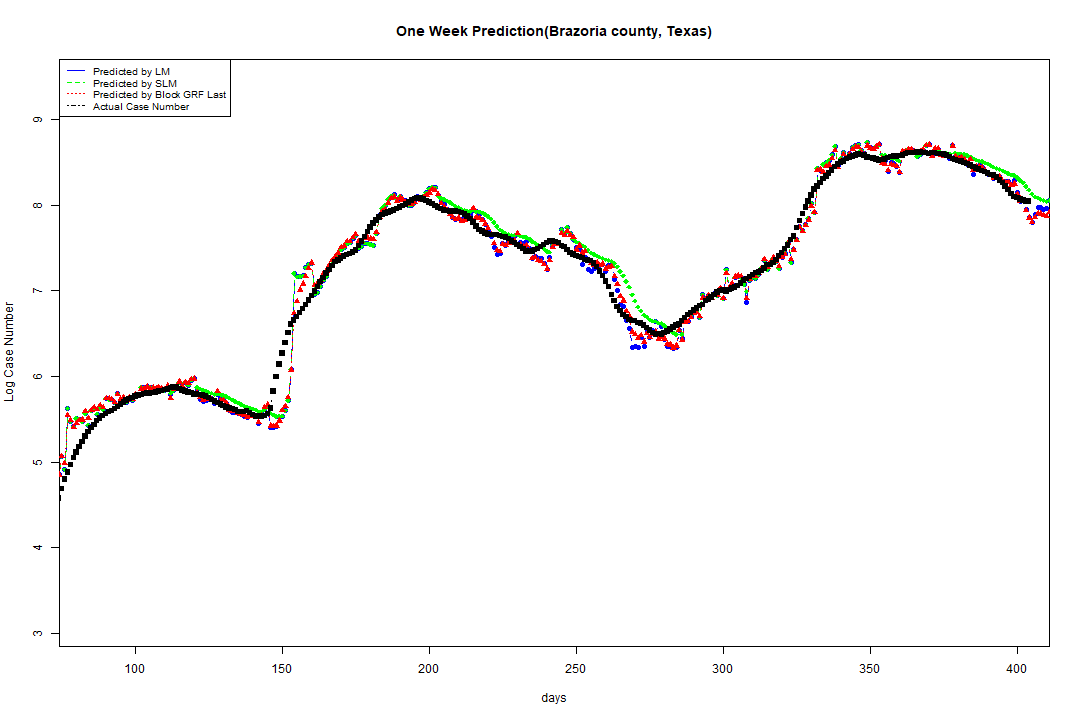 One Week Prediction(Brazoria county, Texas)
Predicted by LM
Predicted by SLM
Predicted by Block GRF Last
Actual Case Number
Log Case Number
9
8
7
6
5
4
3
100 150 200 250 300 350 400
days